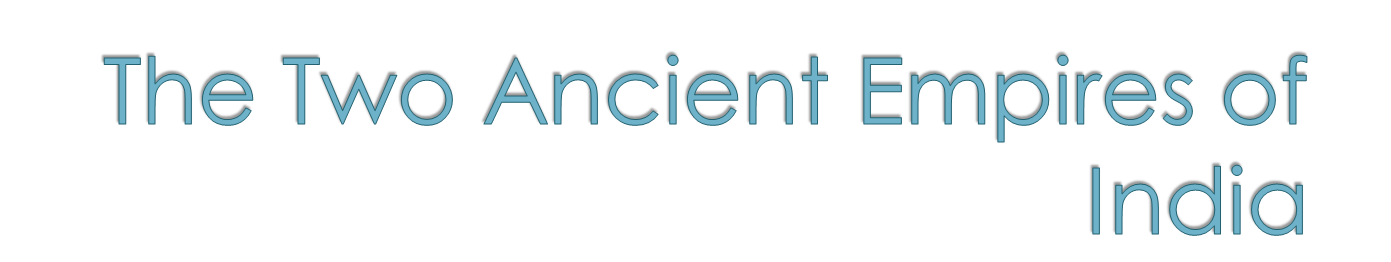 The Two Ancient Empires of
India